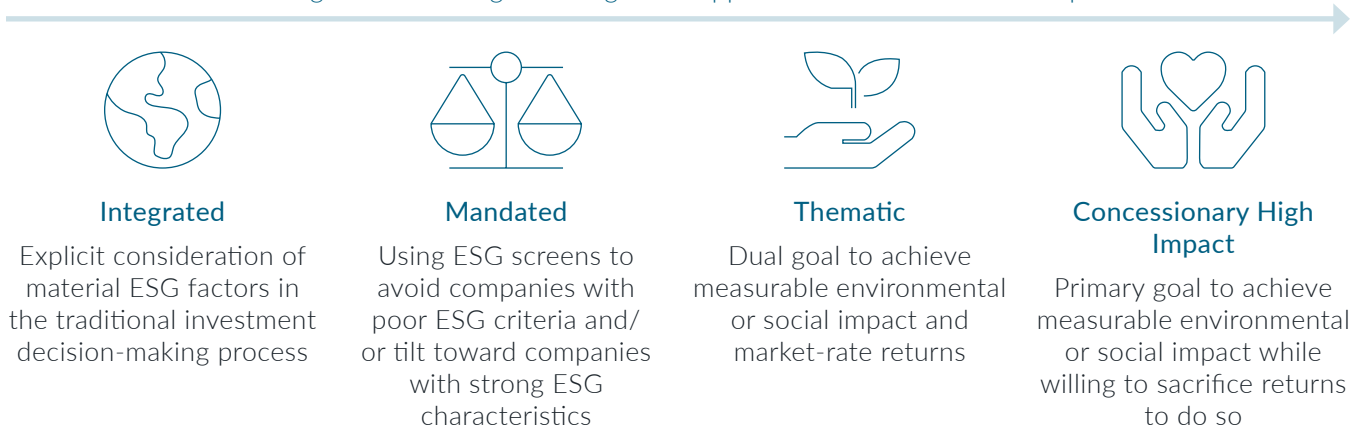 Integrated
Explicit consideration of
material ESG factors in
the traditional investment
decision-making process
Mandated
Using ESG screens to
avoid companies with
poor ESG criteria and/
or tilt toward companies
with strong ESG
characteristics
Thematic
Dual goal to achieve
measurable environmental
or social impact and
market-rate returns
Concessionary High
Impact
Primary goal to achieve
measurable environmental
or social impact while
willing to sacrifice returns
to do so